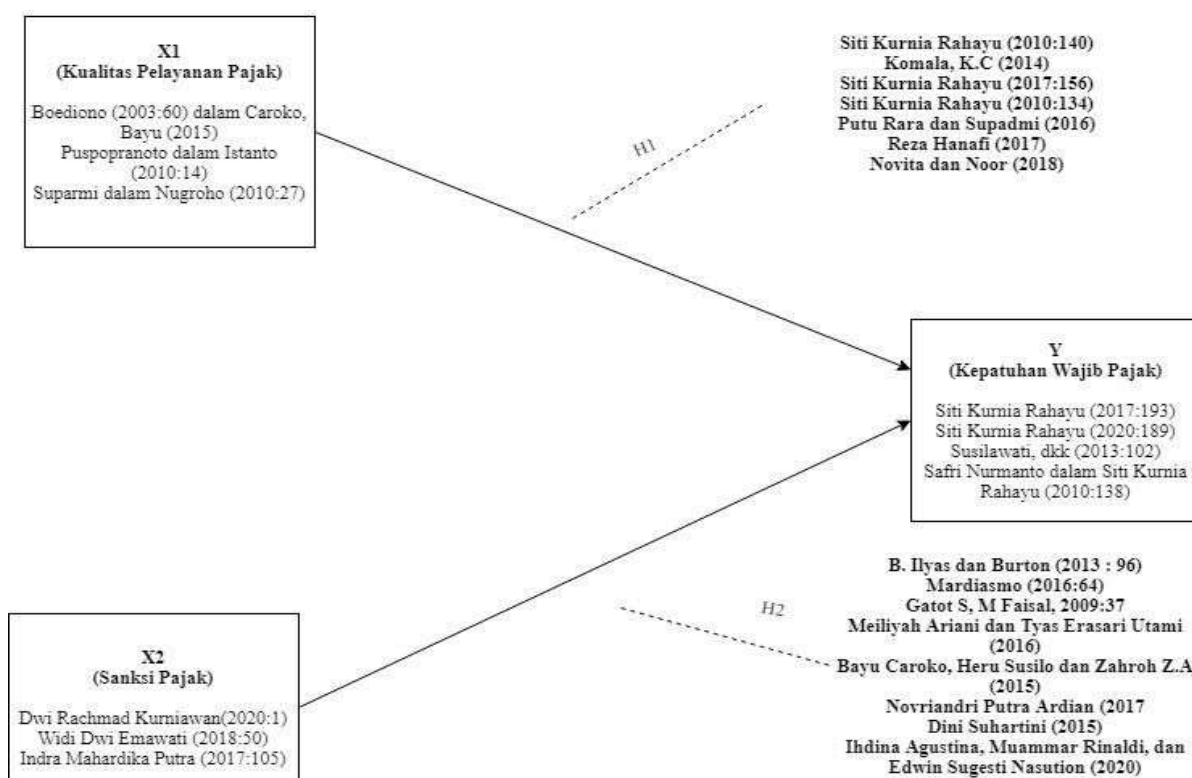 X1
(Kualitas Pelayanan Pajak)
Boediono (2003:60) dalam Caroko,
Bayu (2015)
Puspopranoto dalam Istanto
(2010:14)
Suparmi dalam Nugroho (2010:27)
H1
Siti Kurnia Rahayu (2010:140)
Komala, K.C (2014)
Siti Kurnia Rahayu (2017:156)
Siti Kurnia Rahayu (2010:134)
Putu Rara dan Supadmi (2016)
Reza Hanafi (2017)
Novita dan Noor (2018)
Y
(Kepatuhan Wajib Pajak)
Siti Kurnia Rahayu (2017:193)
Siti Kurnia Rahayu (2020:189)
Susilawati, dkk (2013:102)
Safri Nurmanto dalam Siti Kurnia
Rahayu (2010:138)
X2
(Sanksi Pajak)
Dwi Rachmad Kurniawan(2020:1)
Widi Dwi Emawati (2018:50)
Indra Mahardika Putra (2017:105)
H2
B. Ilyas dan Burton (2013 : 96)
Mardiasmo (2016:64)
Gatot S, M Faisal, 2009:37
Meiliyah Ariani dan Tyas Erasari Utami
(2016)
Bayu Caroko, Heru Susilo dan Zahroh Z.A
(2015)
Novriandri Putra Ardian (2017
Dini Suhartini (2015)
Ihdina Agustina, Muammar Rinaldi, dan
Edwin Sugesti Nasution (2020)